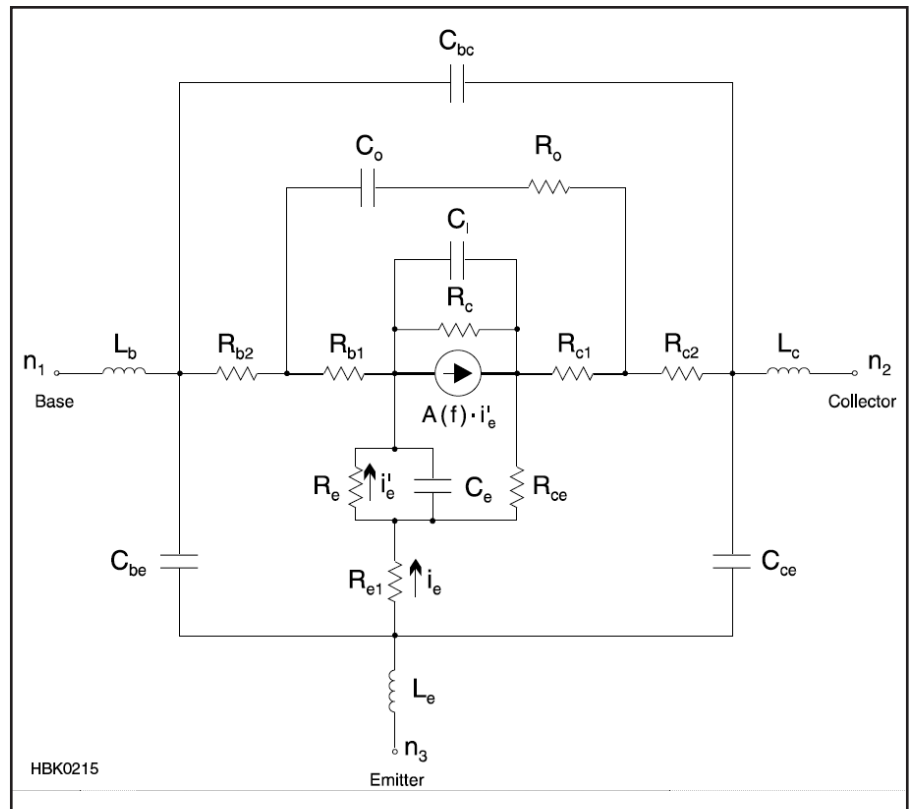 C_bc
C_o
R_o
C_l
R_c
L_b
R_b2
R_b1
R_c1
R_c2
L_c
n_1
n_2
Base
Collector
A(f)·i'_e
R_e
i'_e
C_e
R_ce
C_be
C_ce
R_e1
i_e
L_e
n_3
Emitter
HBK0215